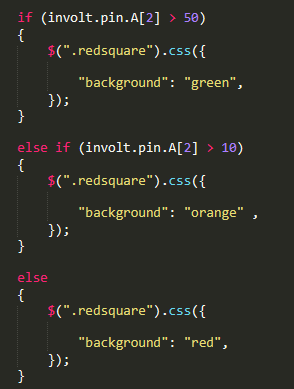 if (involt.pin.A[2] > 50)
{
    $(".redsquare").css({
        "background": "green",
    });
}
else if (involt.pin.A[2] > 10)
{
    $(".redsquare").css({
        "background": "orange" ,
    });
}
else
{
    $(".redsquare").css({
        "background": "red",
    });
}